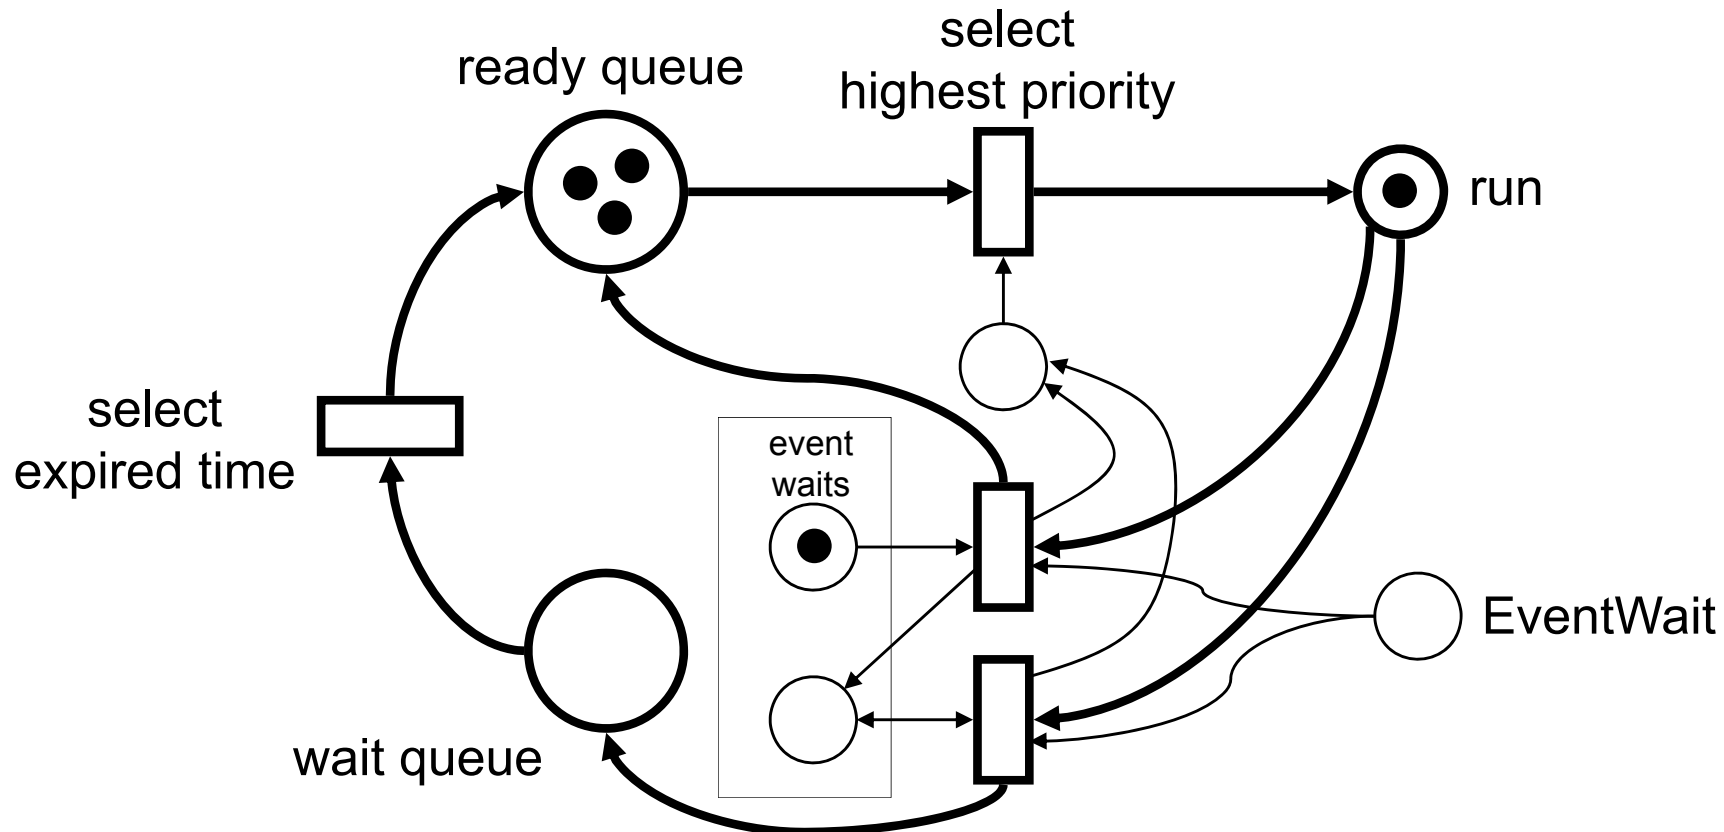 select
highest priority
ready queue
run
select
expired time
event
waits
EventWait
wait queue